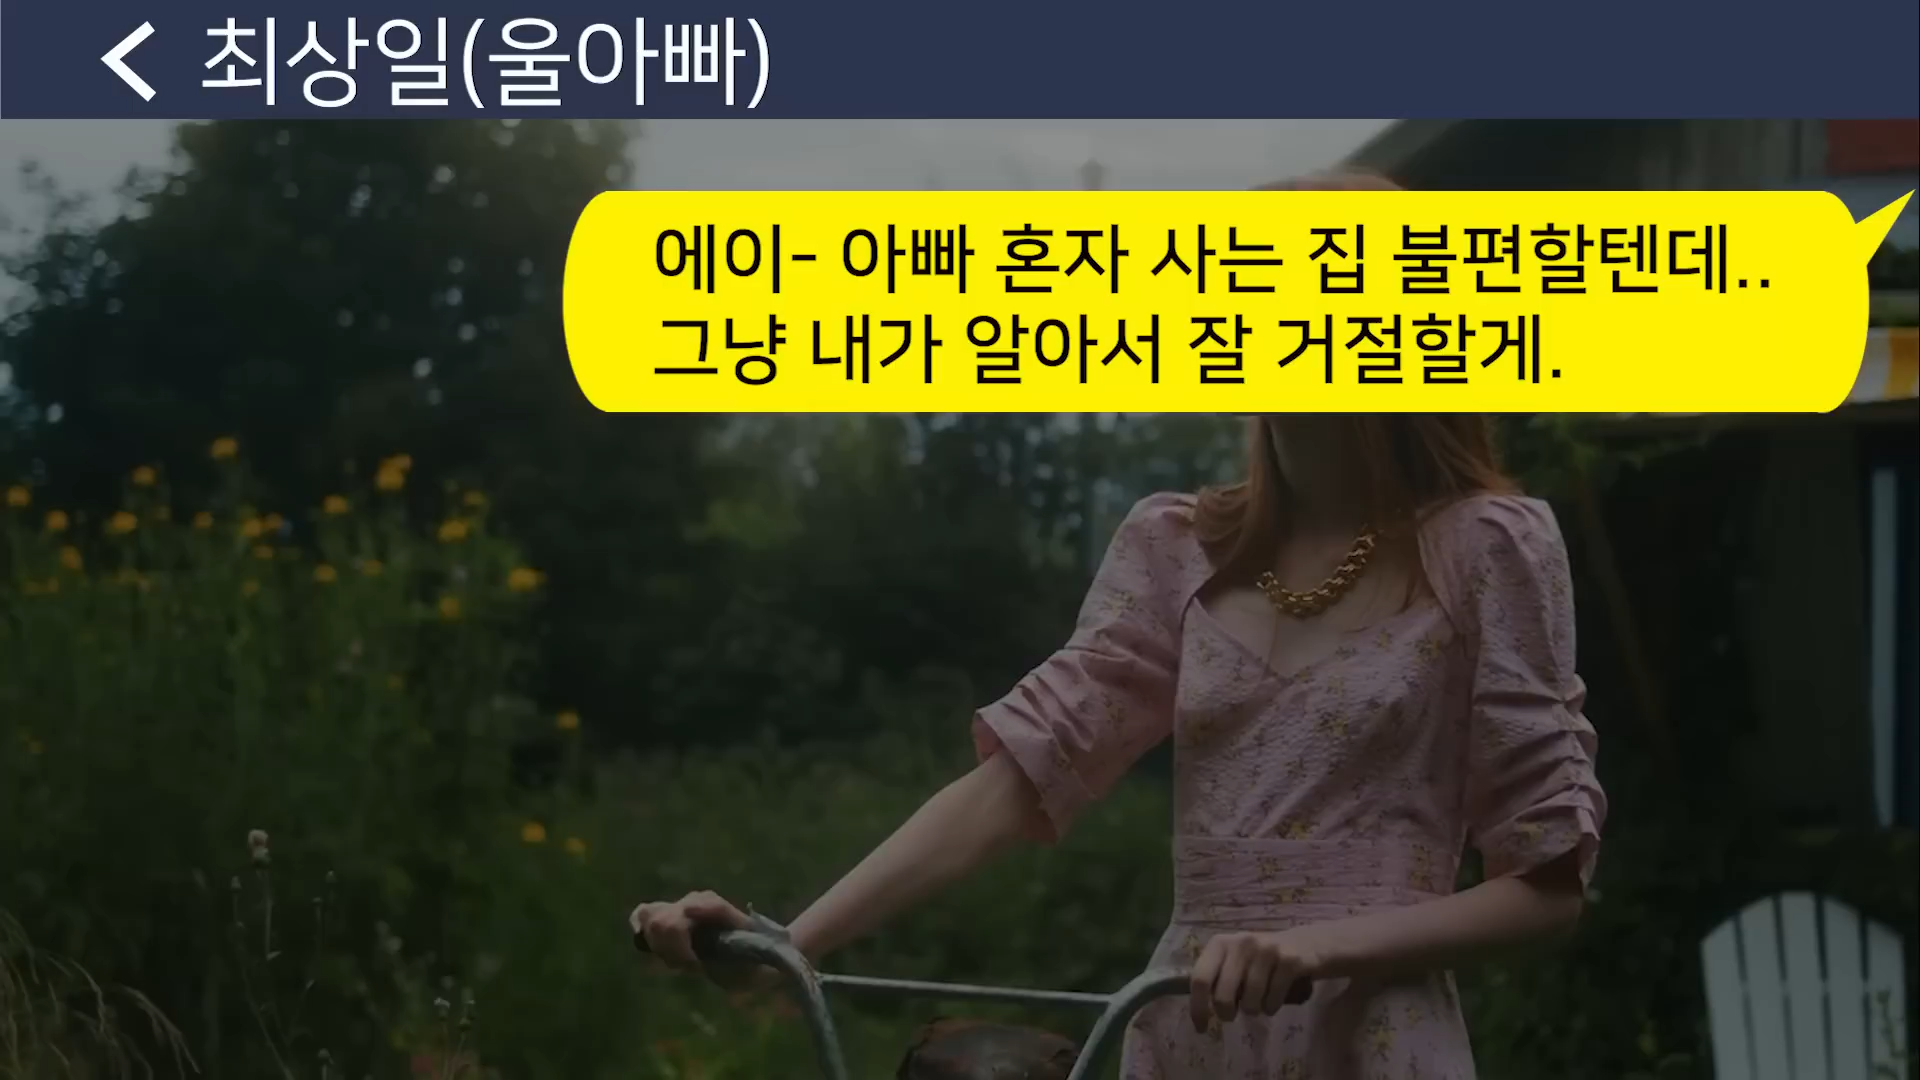 최상일(울아빠)
에이- 아빠 혼자 사는 집 불편할텐데..
그냥 내가 알아서 잘 거절할게.